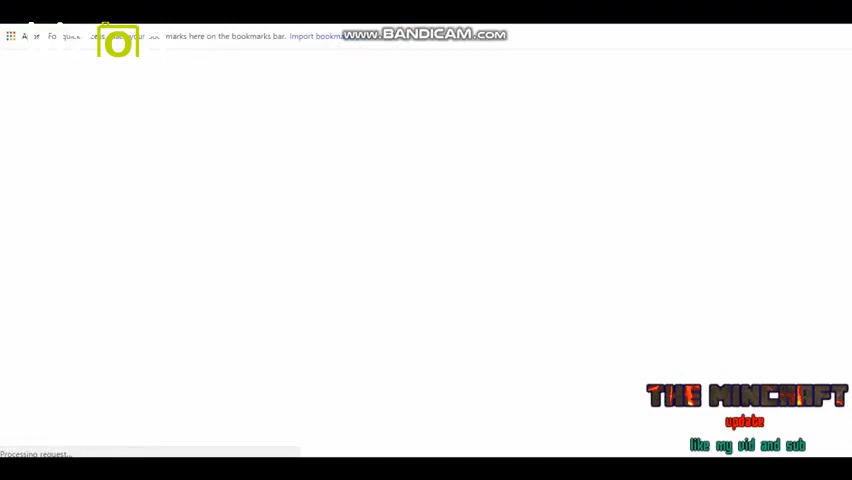 www.BANDICAM.com
marks here on the bookmarks bar. Import
O
THE MINCRAFT
update
like my vid and sub
Processing request...